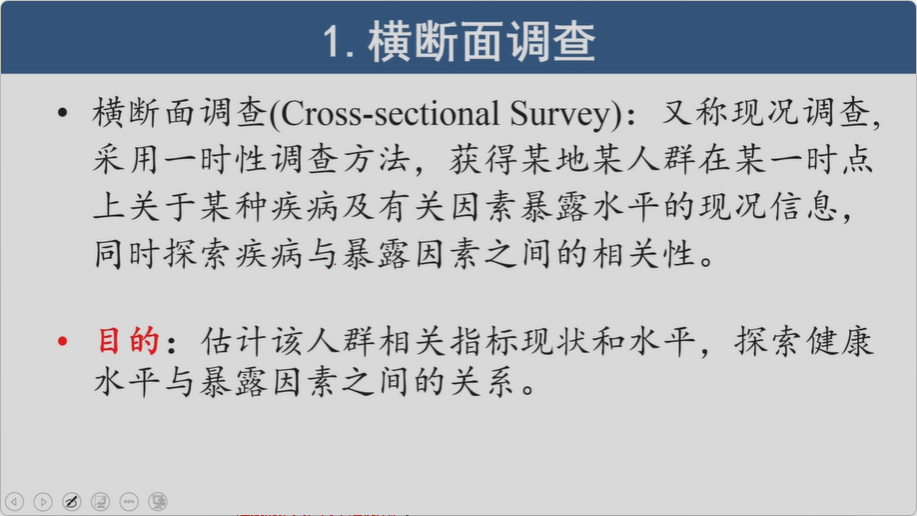 1.横断面调查
• 横断面调查(Cross-sectional Survey)：又称现况调查,
采用一时性调查方法，获得某地某人群在某一时点
上关于某种疾病及有关因素暴露水平的现况信息，
同时探索疾病与暴露因素之间的相关性。
• 目的：估计该人群相关指标现状和水平，探索健康
水平与暴露因素之间的关系。